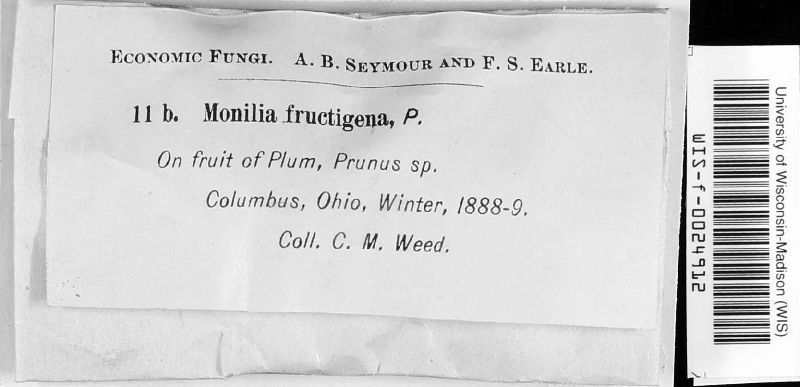 Economic Fungi. A. B. Seymour and F. S. Earle.
11 b. Monilia fructigena, P.
On fruit of Plum, Prunus sp.
Columbus, Ohio, Winter, 1888-9.
Coll. C. M. Weed.
University of Wisconsin-Madison (WIS)
WIS-f-0024912